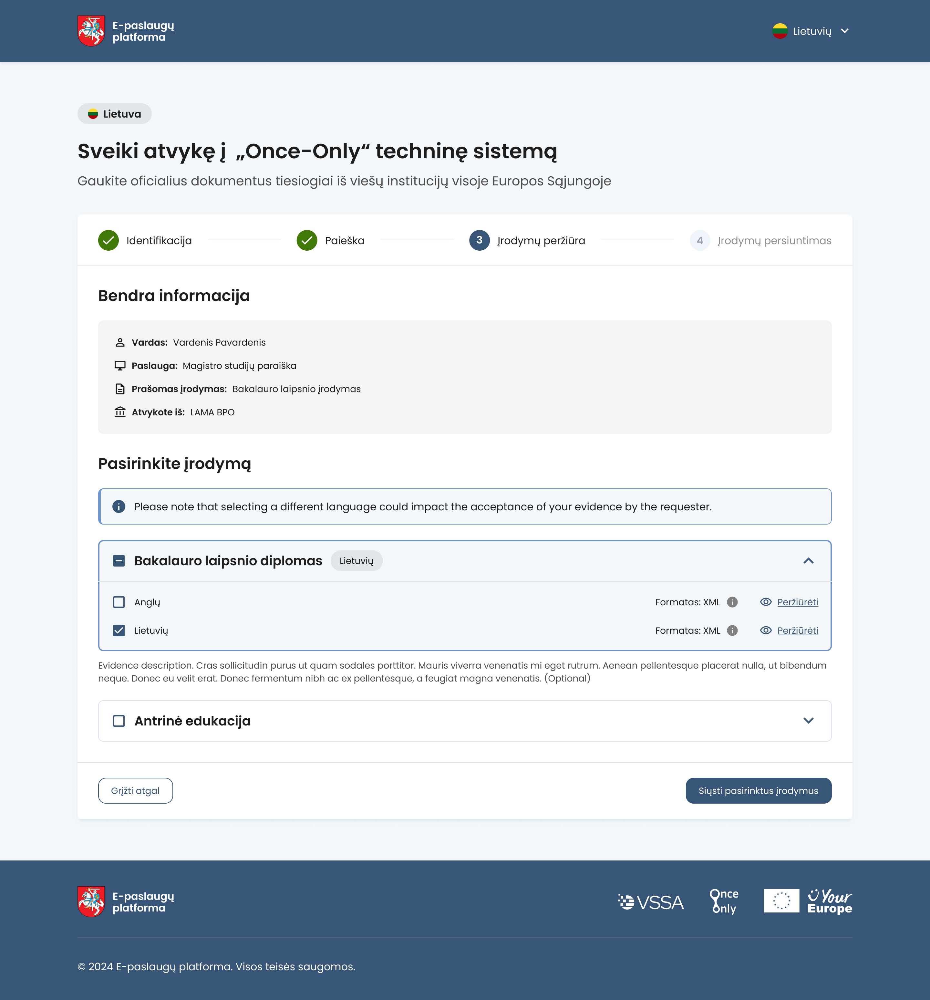 E-paslaugų
platforma
Lietuvių
Lietuva
Sveiki atvykę į „Once-Only“ techninę sistemą
Gaukite oficialius dokumentus tiesiogiai iš viešų institucijų visoje Europos Sąjungoje
Identifikacija
Paieška
3 Įrodymų peržiūra
4 Įrodymų persiuntimas
Bendra informacija
Vardas: Vardenis Pavardenis
Paslauga: Magistro studijų paraiška
Prašomas įrodymas: Bakalauro laipsnio įrodymas
Atvykote iš: LAMA BPO
Pasirinkite įrodymą
Please note that selecting a different language could impact the acceptance of your evidence by the requester.
Bakalauro laipsnio diplomas Lietuvių
Anglų Formatas: XML Peržiūrėti
Lietuvių Formatas: XML Peržiūrėti
Evidence description. Cras sollicitudin purus ut quam sodales porttitor. Mauris viverra venenatis mi eget rutrum. Aenean pellentesque placerat nulla, ut bibendum
neque. Donec eu velit erat. Donec fermentum nibh ac ex pellentesque, a feugiat magna venenatis. (Optional)
Antrinė edukacija
Grįžti atgal
Siųsti pasirinktus įrodymus
E-paslaugų
platforma
VSSA
Once
Only
Your
Europe
© 2024 E-paslaugų platforma. Visos teisės saugomos.